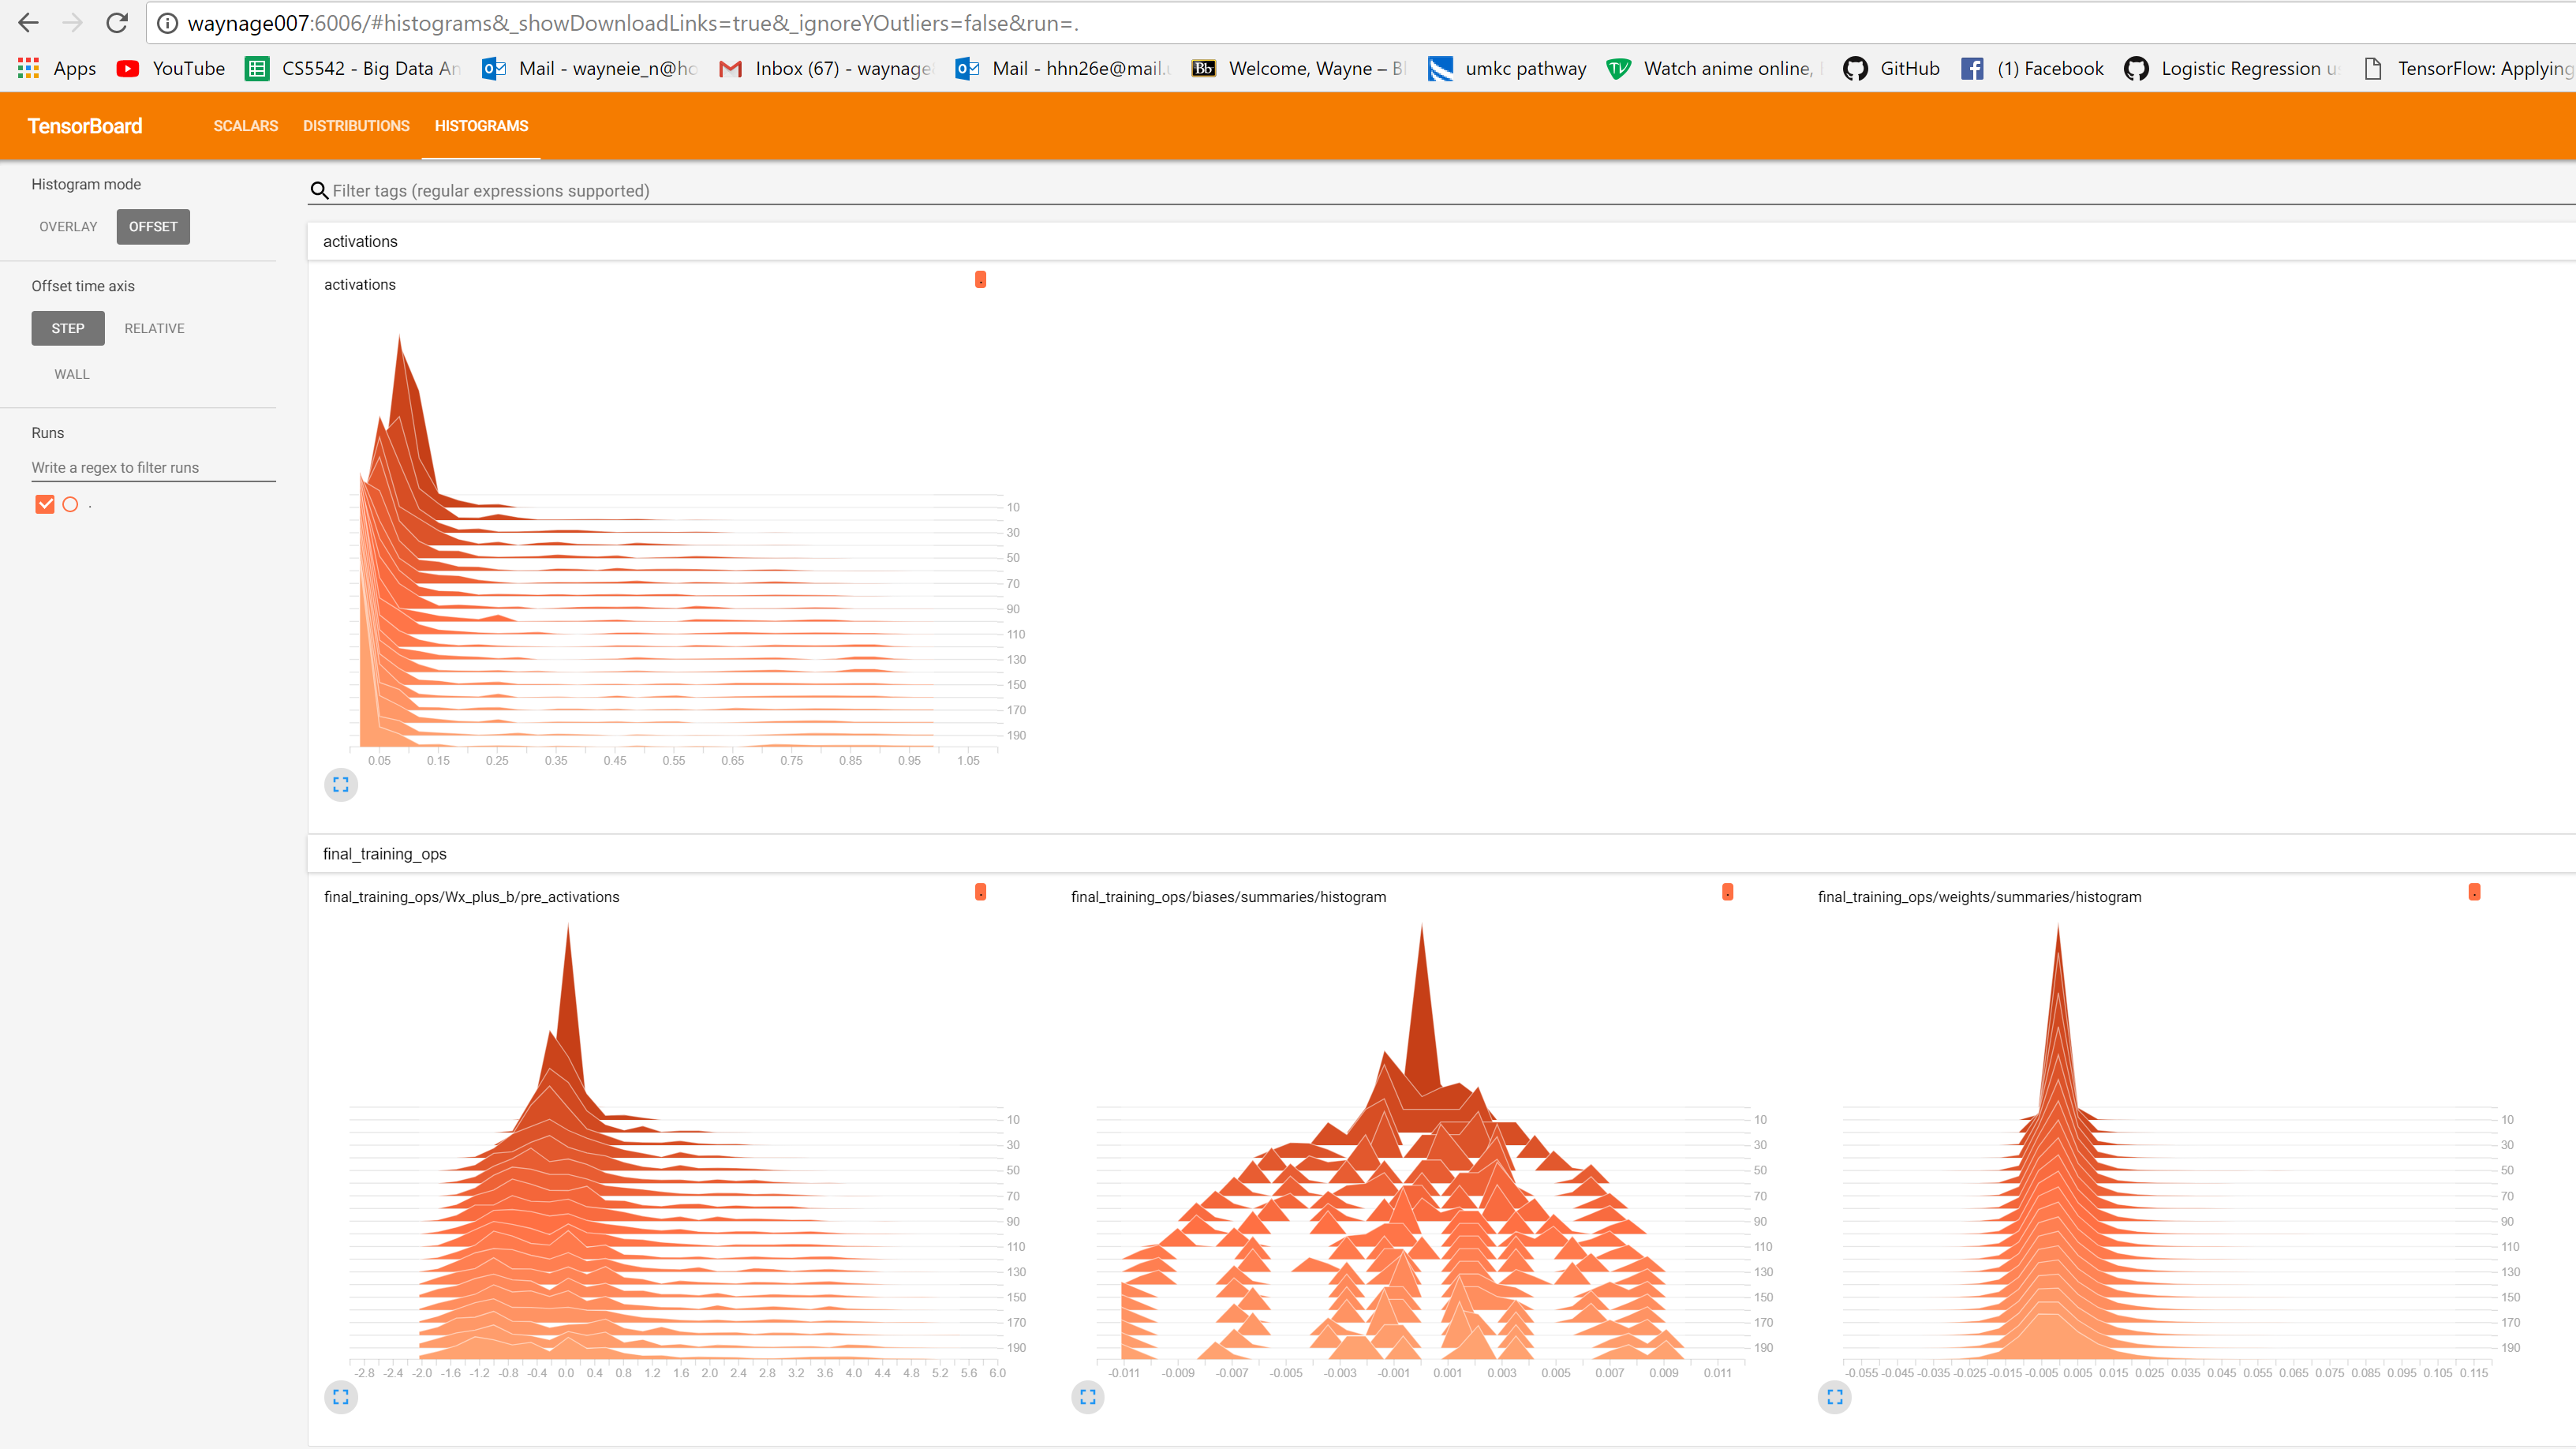 waynage007:6006/#histograms&_showDownloadLinks=true&_ignoreYOutliers=false&run=.
Apps YouTube CS5542 - Big Data An Mail - wayneie_n@ho Inbox (67) - waynage Mail - hhn26e@mail. Bb Welcome, Wayne – Bl umkc pathway TV Watch anime online, GitHub (1) Facebook Logistic Regression u TensorFlow: Applying
TensorBoard SCALARS DISTRIBUTIONS HISTOGRAMS
Histogram mode
OVERLAY OFFSET
Offset time axis
STEP RELATIVE
WALL
Runs
Write a regex to filter runs
.
Filter tags (regular expressions supported)
activations
activations
.
10
30
50
70
90
110
130
150
170
190
0.05 0.15 0.25 0.35 0.45 0.55 0.65 0.75 0.85 0.95 1.05
final_training_ops
final_training_ops/Wx_plus_b/pre_activations
.
10
30
50
70
90
110
130
150
170
190
-2.8 -2.4 -2.0 -1.6 -1.2 -0.8 -0.4 0.0 0.4 0.8 1.2 1.6 2.0 2.4 2.8 3.2 3.6 4.0 4.4 4.8 5.2 5.6 6.0
final_training_ops/biases/summaries/histogram
.
10
30
50
70
90
110
130
150
170
190
-0.011 -0.009 -0.007 -0.005 -0.003 -0.001 0.001 0.003 0.005 0.007 0.009 0.011
final_training_ops/weights/summaries/histogram
.
10
30
50
70
90
110
130
150
170
190
-0.055 -0.045 -0.035 -0.025 -0.015 -0.005 0.005 0.015 0.025 0.035 0.045 0.055 0.065 0.075 0.085 0.095 0.105 0.115